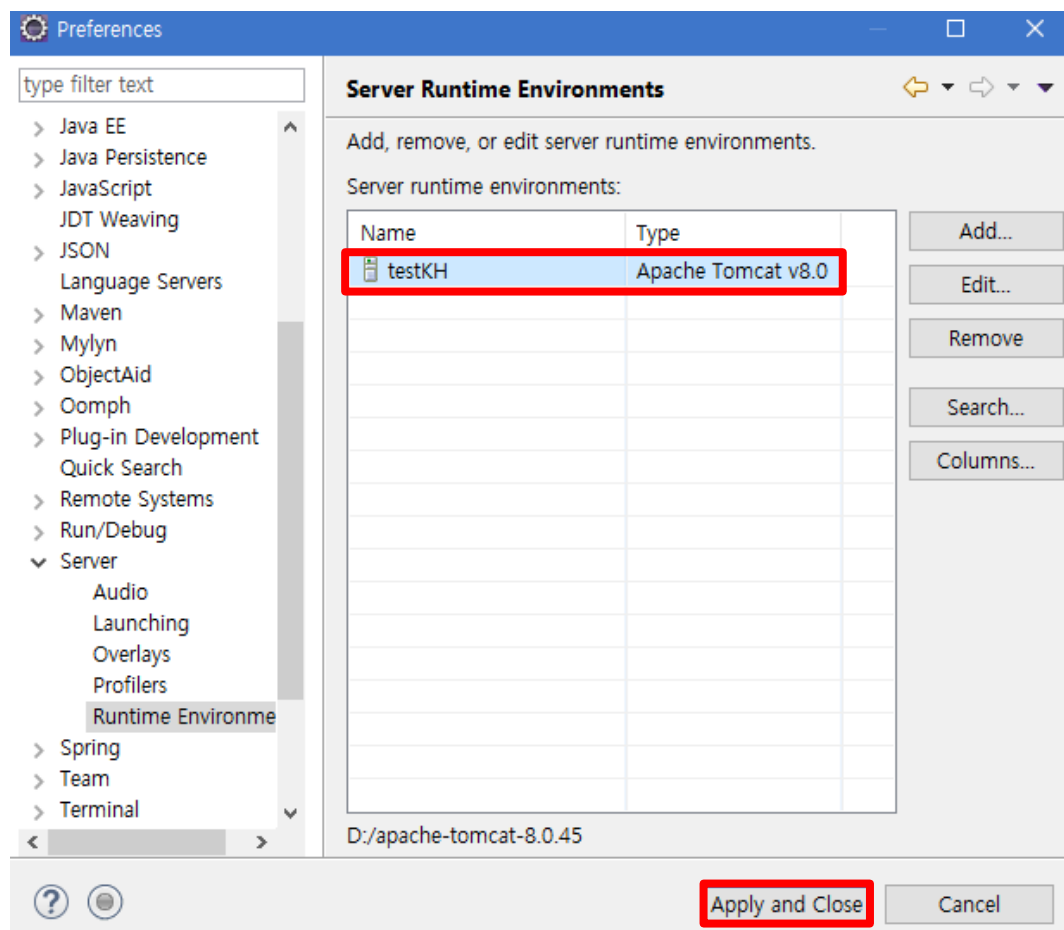 Preferences
type filter text
Java EE
Java Persistence
JavaScript
JDT Weaving
JSON
Language Servers
Maven
Mylyn
ObjectAid
Oomph
Plug-in Development
Quick Search
Remote Systems
Run/Debug
Server
Audio
Launching
Overlays
Profilers
Runtime Environme
Spring
Team
Terminal
Server Runtime Environments
Add, remove, or edit server runtime environments.
Server runtime environments:
Name Type
testKH Apache Tomcat v8.0
D:/apache-tomcat-8.0.45
Add...
Edit...
Remove
Search...
Columns...
Apply and Close
Cancel